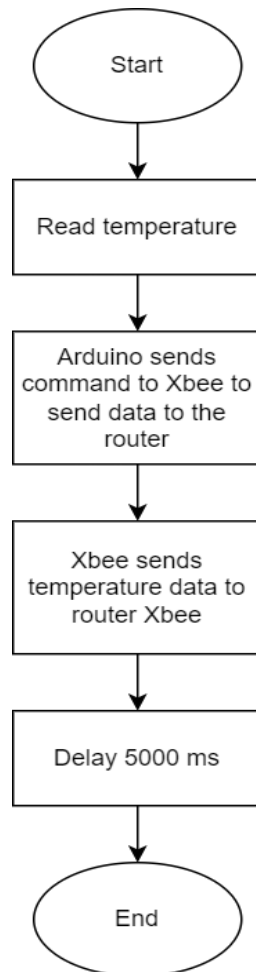 Start
Read temperature
Arduino sends
command to Xbee to
send data to the
router
Xbee sends
temperature data to
router Xbee
Delay 5000 ms
End